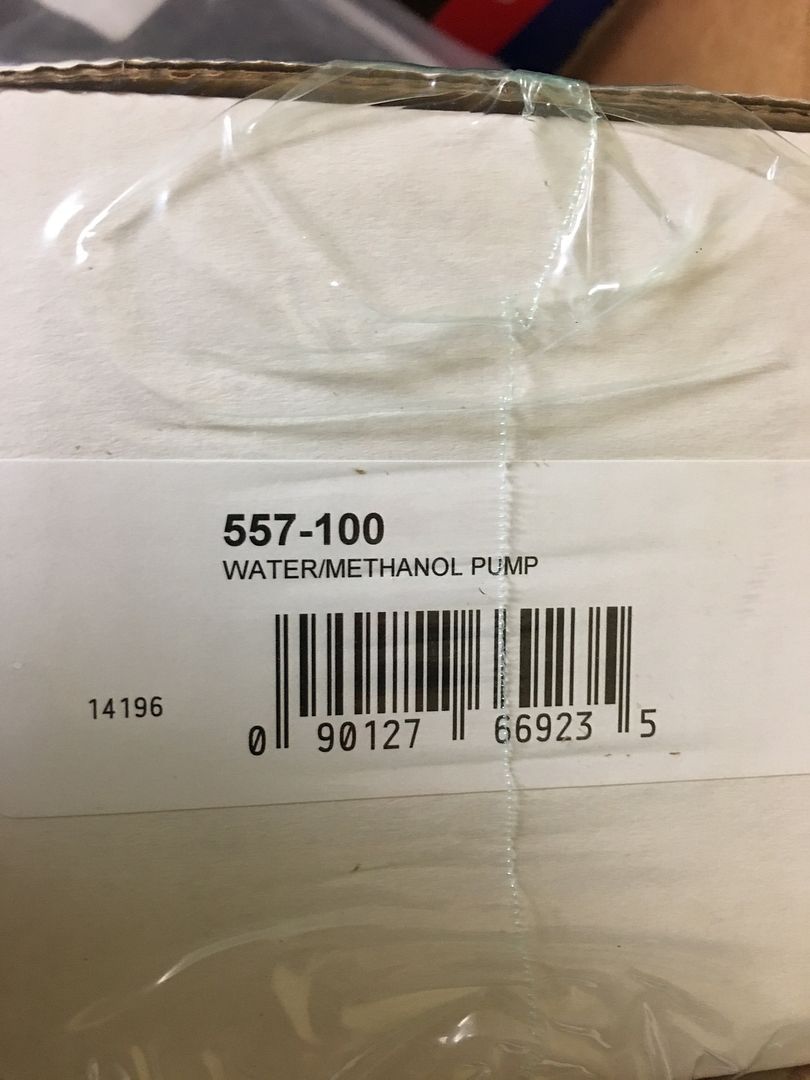 557-100
WATER/METHANOL PUMP
14196
0 90127 66923 5